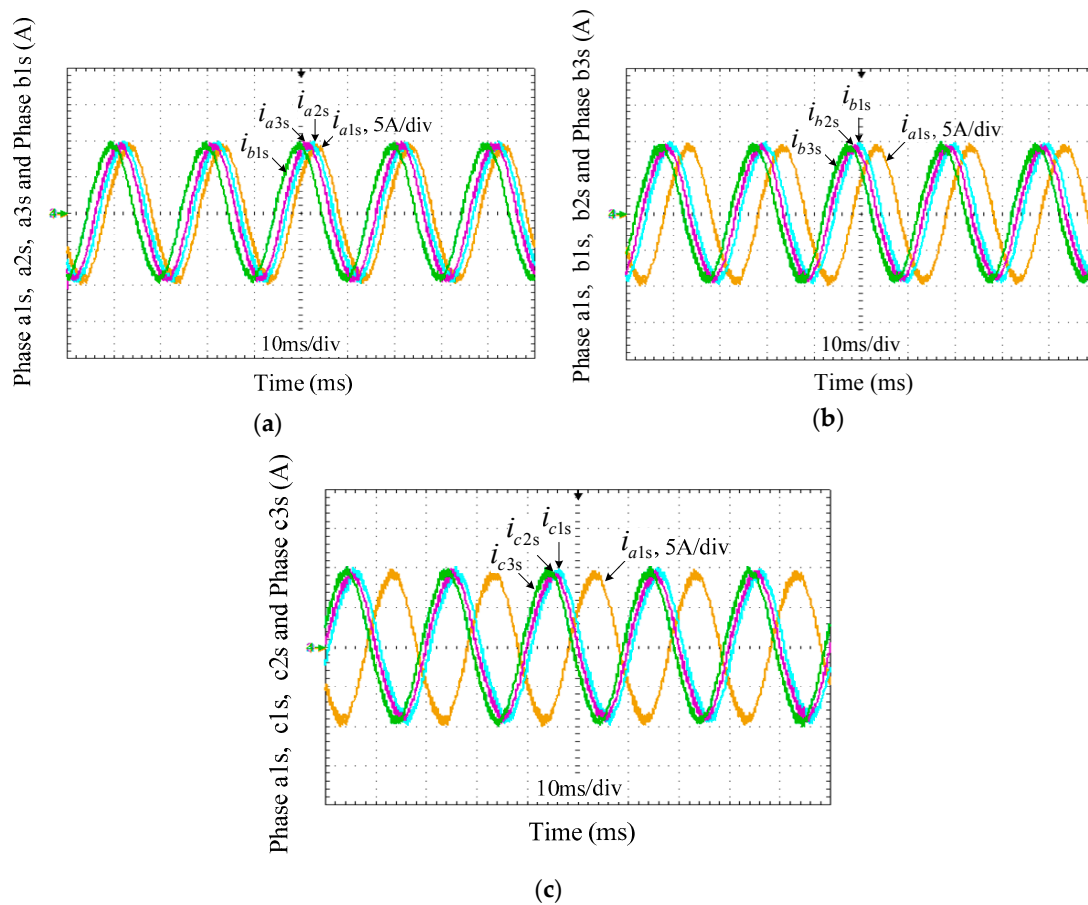 Phase a1s, a2s, a3s and Phase b1s (A)
i_a2s
i_a3s
i_a1s, 5A/div
i_b1s
10ms/div
Time (ms)
(a)
Phase a1s, b1s, b2s and Phase b3s (A)
i_b1s
i_h2s
i_a1s, 5A/div
i_b3s
10ms/div
Time (ms)
(b)
Phase a1s, c1s, c2s and Phase c3s (A)
i_c1s
i_c2s
i_a1s, 5A/div
i_c3s
10ms/div
Time (ms)
(c)